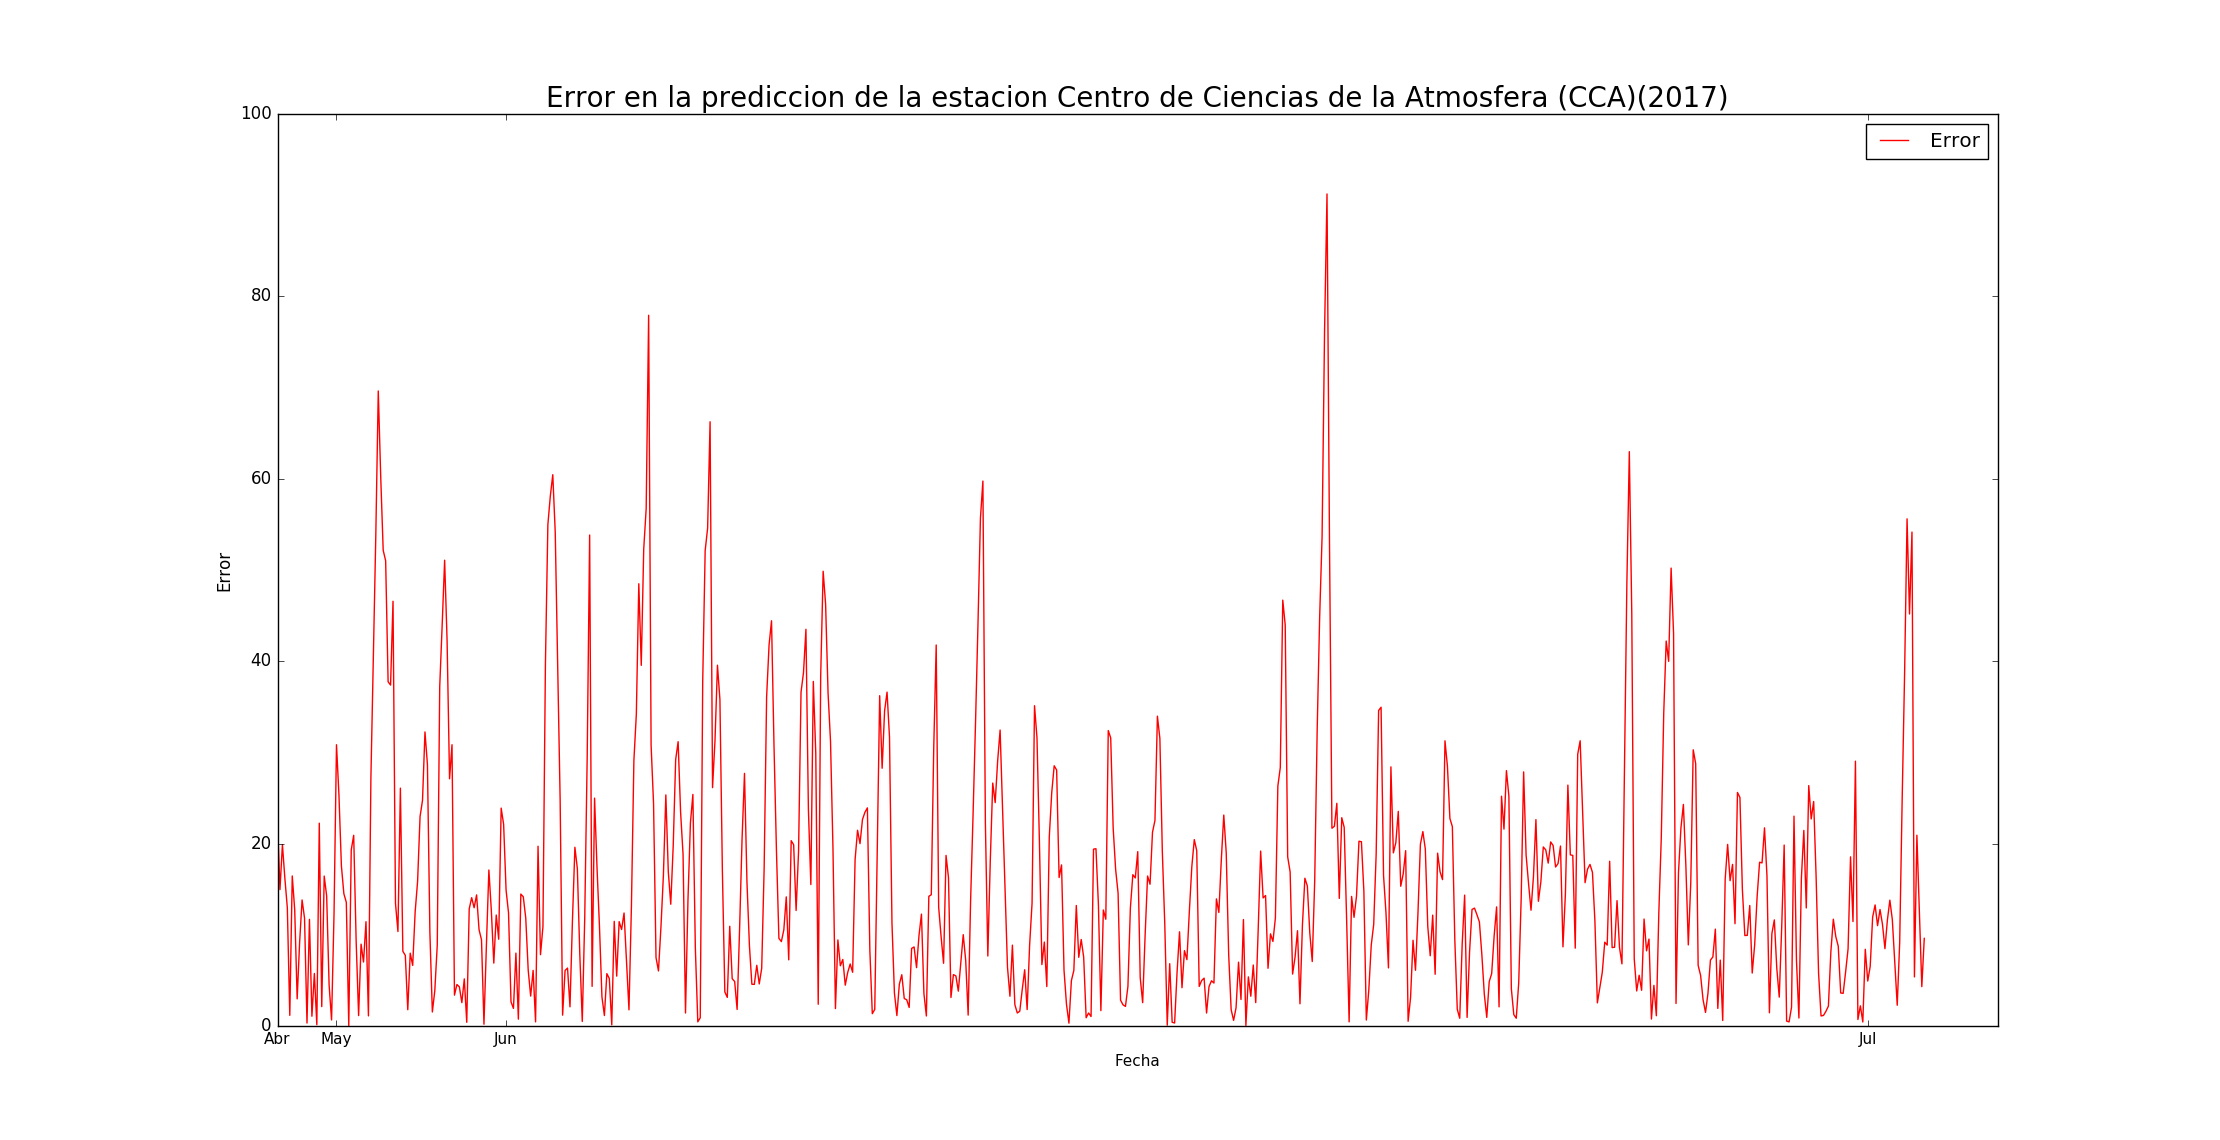 Error en la prediccion de la estacion Centro de Ciencias de la Atmosfera (CCA)(2017)
Error
100
80
60
40
20
0
Error
Abr May Jun Jul
Fecha